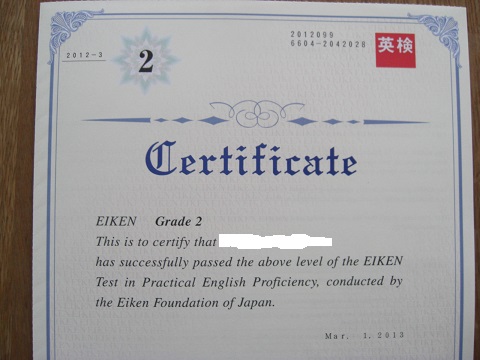 2012-3
2
2012099
6604-2042028
英検
Certificate
EIKEN Grade 2
This is to certify that
has successfully passed the above level of the EIKEN
Test in Practical English Proficiency, conducted by
the Eiken Foundation of Japan.
Mar. 1, 2013